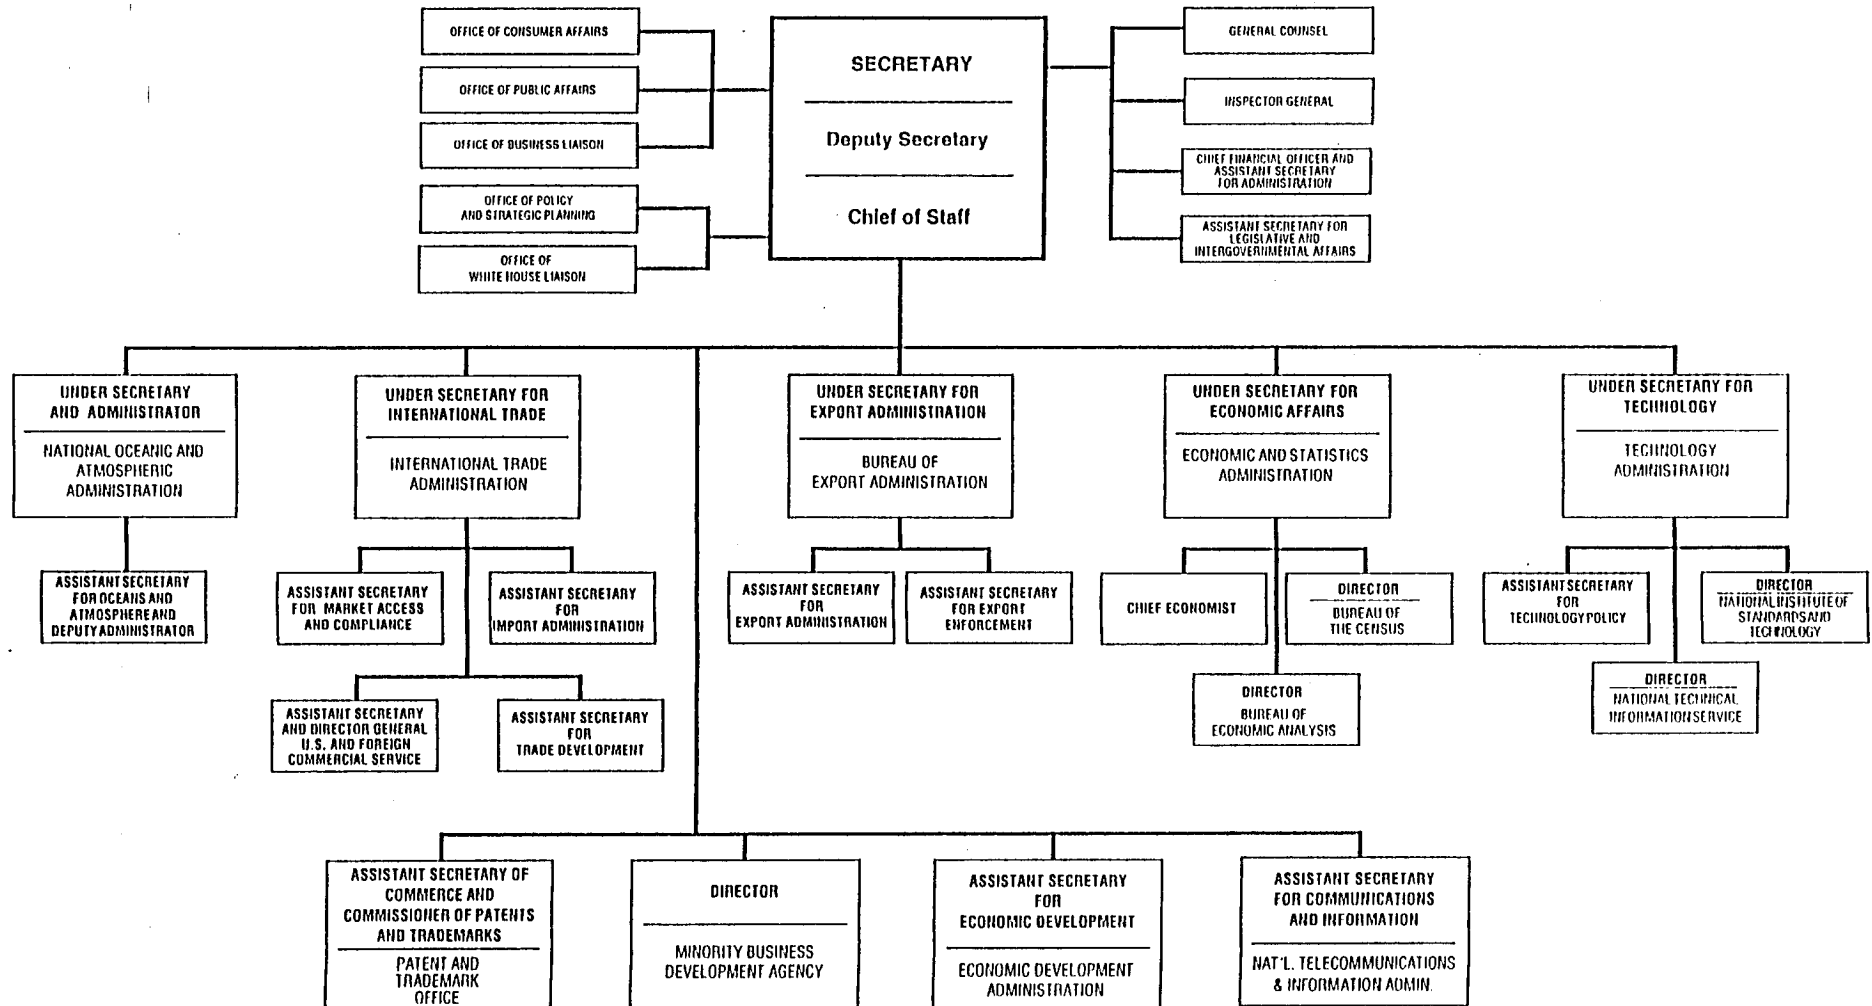 OFFICE OF CONSUMER AFFAIRS
OFFICE OF PUBLIC AFFAIRS
OFFICE OF BUSINESS LIAISON
OFFICE OF POLICY
AND STRATEGIC PLANNING
OFFICE OF
WHITE HOUSE LIAISON
SECRETARY
Deputy Secretary
Chief of Staff
GENERAL COUNSEL
INSPECTOR GENERAL
CHIEF FINANCIAL OFFICER AND
ASSISTANT SECRETARY
FOR ADMINISTRATION
ASSISTANT SECRETARY FOR
LEGISLATIVE AND
INTERGOVERNMENTAL AFFAIRS
UNDER SECRETARY
AND ADMINISTRATOR
NATIONAL OCEANIC AND
ATMOSPHERIC
ADMINISTRATION
ASSISTANT SECRETARY
FOR OCEANS AND
ATMOSPHERE AND
DEPUTY ADMINISTRATOR
UNDER SECRETARY FOR
INTERNATIONAL TRADE
INTERNATIONAL TRADE
ADMINISTRATION
ASSISTANT SECRETARY
FOR MARKET ACCESS
AND COMPLIANCE
ASSISTANT SECRETARY
FOR
IMPORT ADMINISTRATION
ASSISTANT SECRETARY
AND DIRECTOR GENERAL
U.S. AND FOREIGN
COMMERCIAL SERVICE
ASSISTANT SECRETARY
FOR
TRADE DEVELOPMENT
UNDER SECRETARY FOR
EXPORT ADMINISTRATION
BUREAU OF
EXPORT ADMINISTRATION
ASSISTANT SECRETARY
FOR
EXPORT ADMINISTRATION
ASSISTANT SECRETARY
FOR EXPORT
ENFORCEMENT
UNDER SECRETARY FOR
ECONOMIC AFFAIRS
ECONOMIC AND STATISTICS
ADMINISTRATION
CHIEF ECONOMIST
DIRECTOR
BUREAU OF
THE CENSUS
DIRECTOR
BUREAU OF
ECONOMIC ANALYSIS
UNDER SECRETARY FOR
TECHNOLOGY
TECHNOLOGY
ADMINISTRATION
ASSISTANT SECRETARY
FOR
TECHNOLOGY POLICY
DIRECTOR
NATIONAL INSTITUTE OF
STANDARDS AND
TECHNOLOGY
DIRECTOR
NATIONAL TECHNICAL
INFORMATION SERVICE
ASSISTANT SECRETARY OF
COMMERCE AND
COMMISSIONER OF PATENTS
AND TRADEMARKS
PATENT AND
TRADEMARK
OFFICE
DIRECTOR
MINORITY BUSINESS
DEVELOPMENT AGENCY
ASSISTANT SECRETARY
FOR
ECONOMIC DEVELOPMENT
ECONOMIC DEVELOPMENT
ADMINISTRATION
ASSISTANT SECRETARY
FOR COMMUNICATIONS
AND INFORMATION
NAT'L. TELECOMMUNICATIONS
& INFORMATION ADMIN.